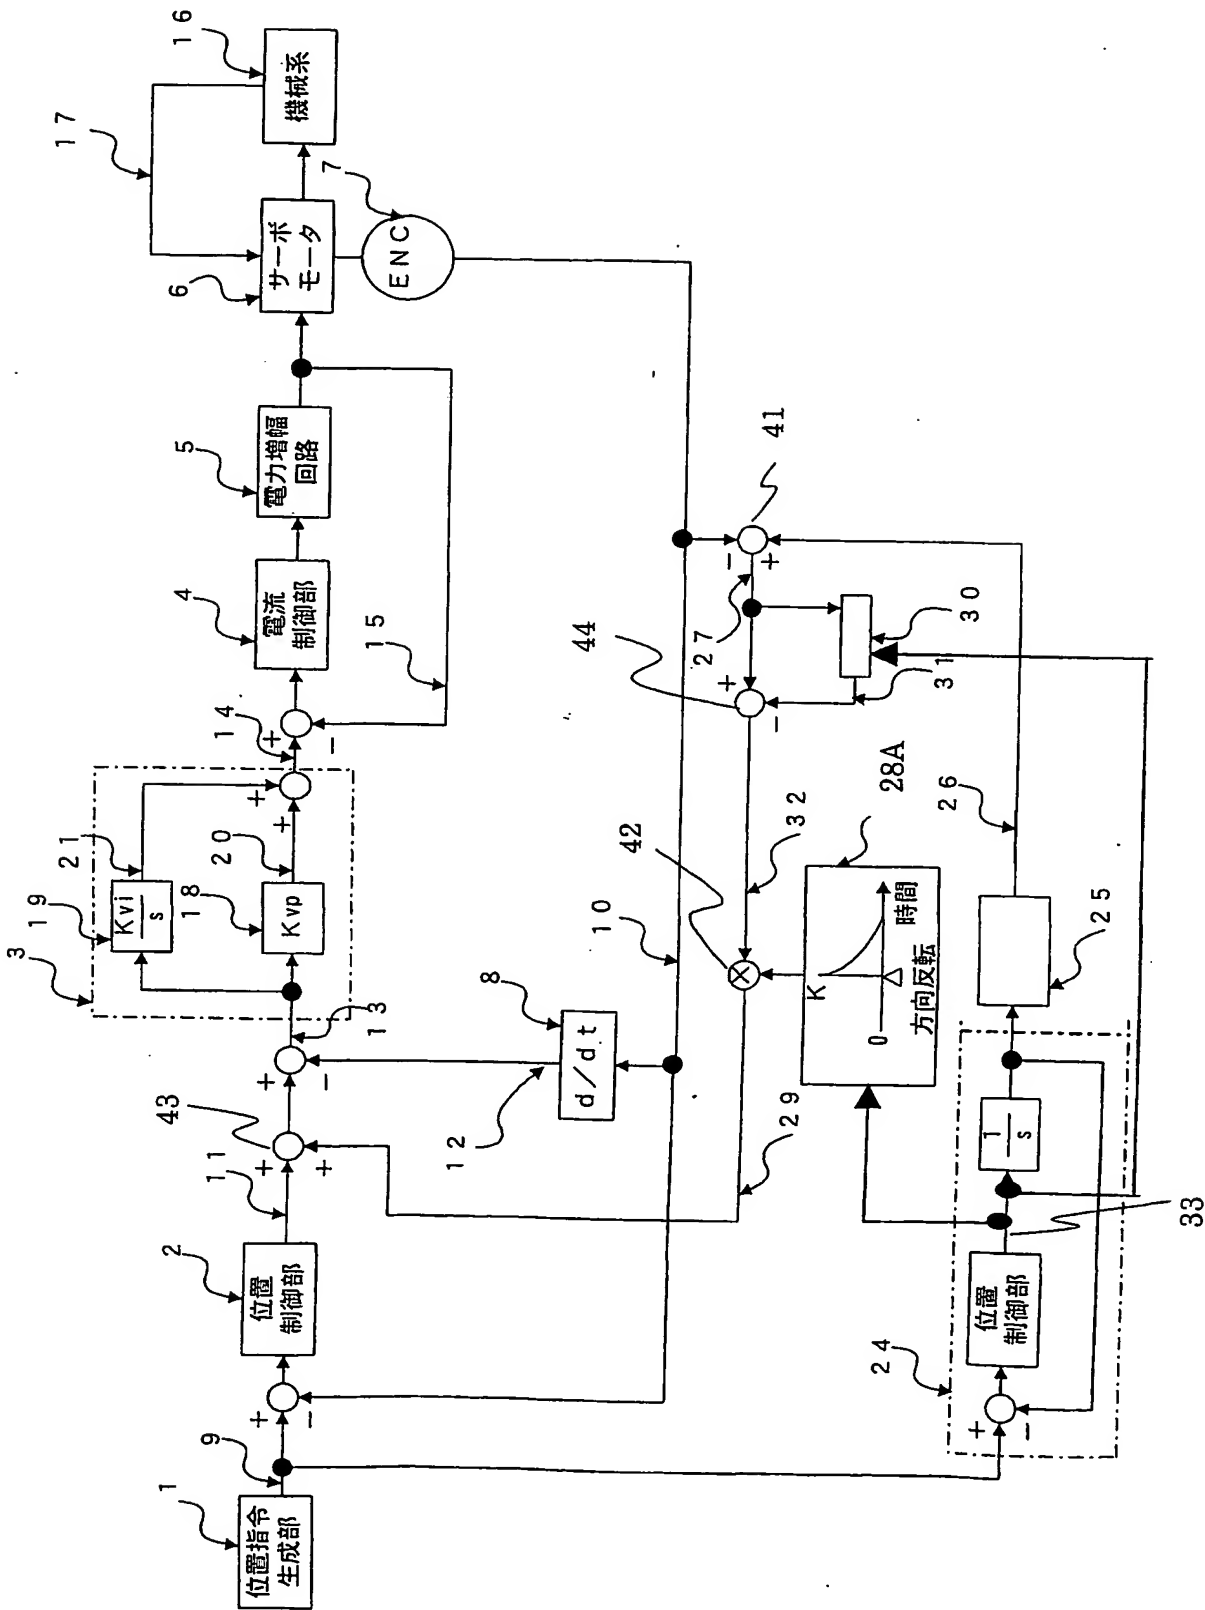 1
位置指令
生成部
9
+
−
2
位置
制御部
11
43
+
+
+
−
13
3
19
Kvi
s
21
18
Kvp
20
+
+
14
+
−
4
電流
制御部
5
電力増幅
回路
15
6
サーボ
モータ
17
16
機械系
7
ENC
8
d/dt
12
10
29
42
32
44
+
−
27
−
+
41
30
31
28A
K
0
時間
方向反転
24
+
−
位置
制御部
33
1
s
25
26